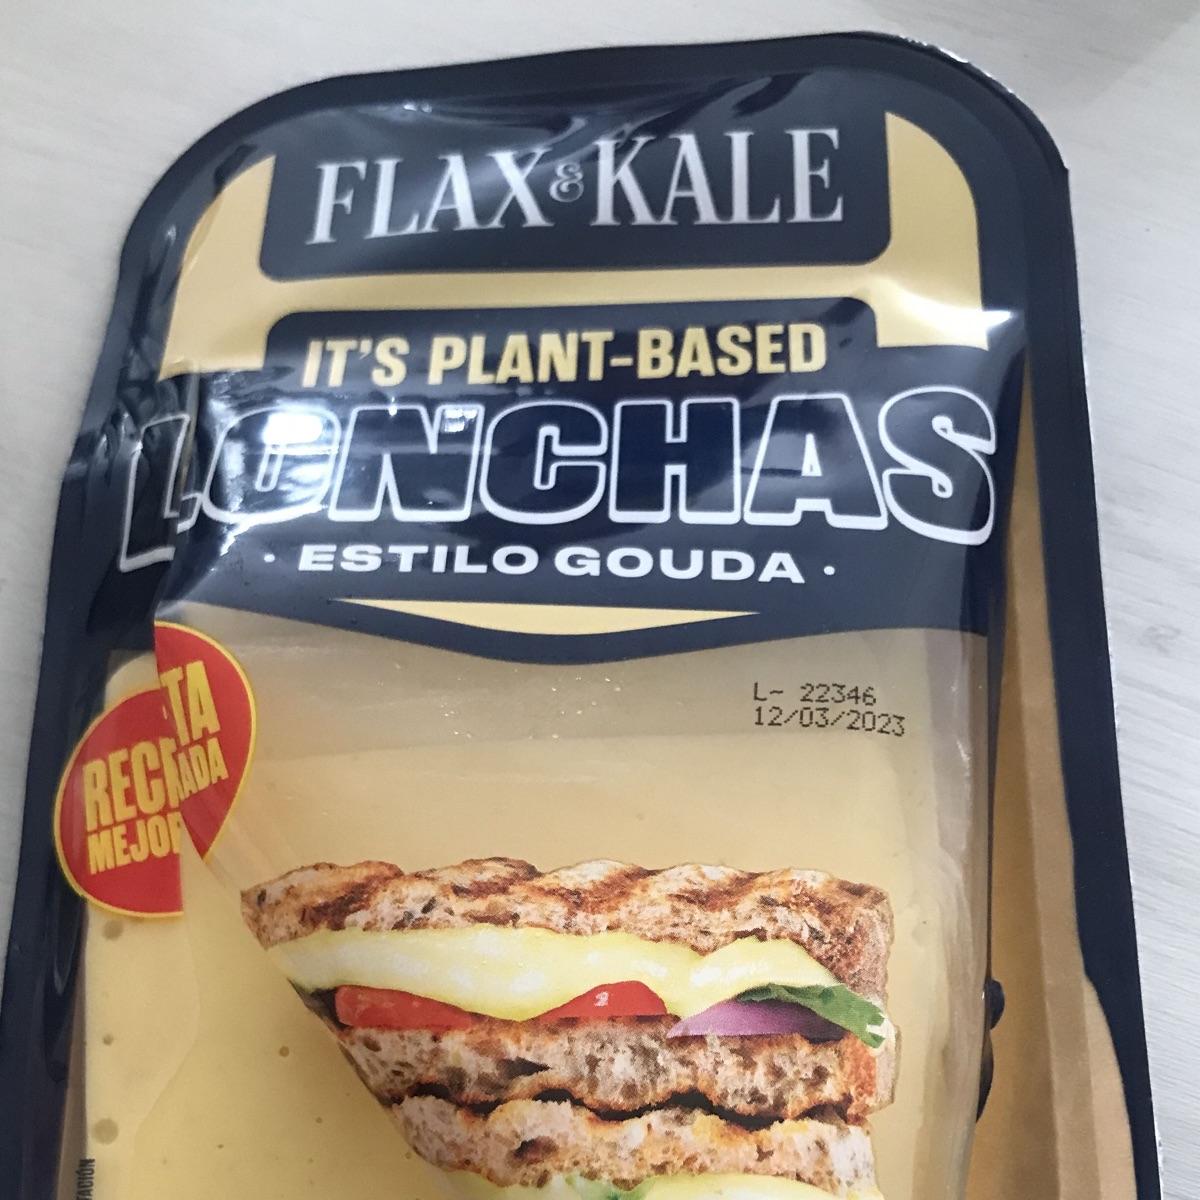 FLAX & KALE
IT'S PLANT-BASED
LONCHAS
· ESTILO GOUDA ·
L- 22346
12/03/2023